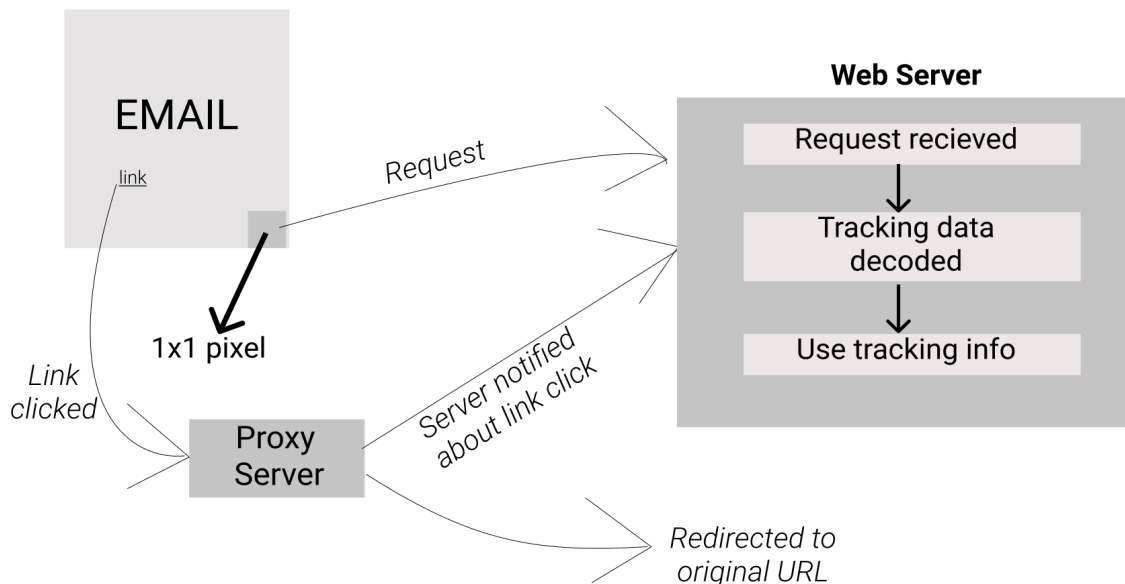 EMAIL
link
1x1 pixel
Request
Link
clicked
Proxy
Server
Server notified
about link click
Redirected to
original URL
Web Server
Request recieved
Tracking data
decoded
Use tracking info